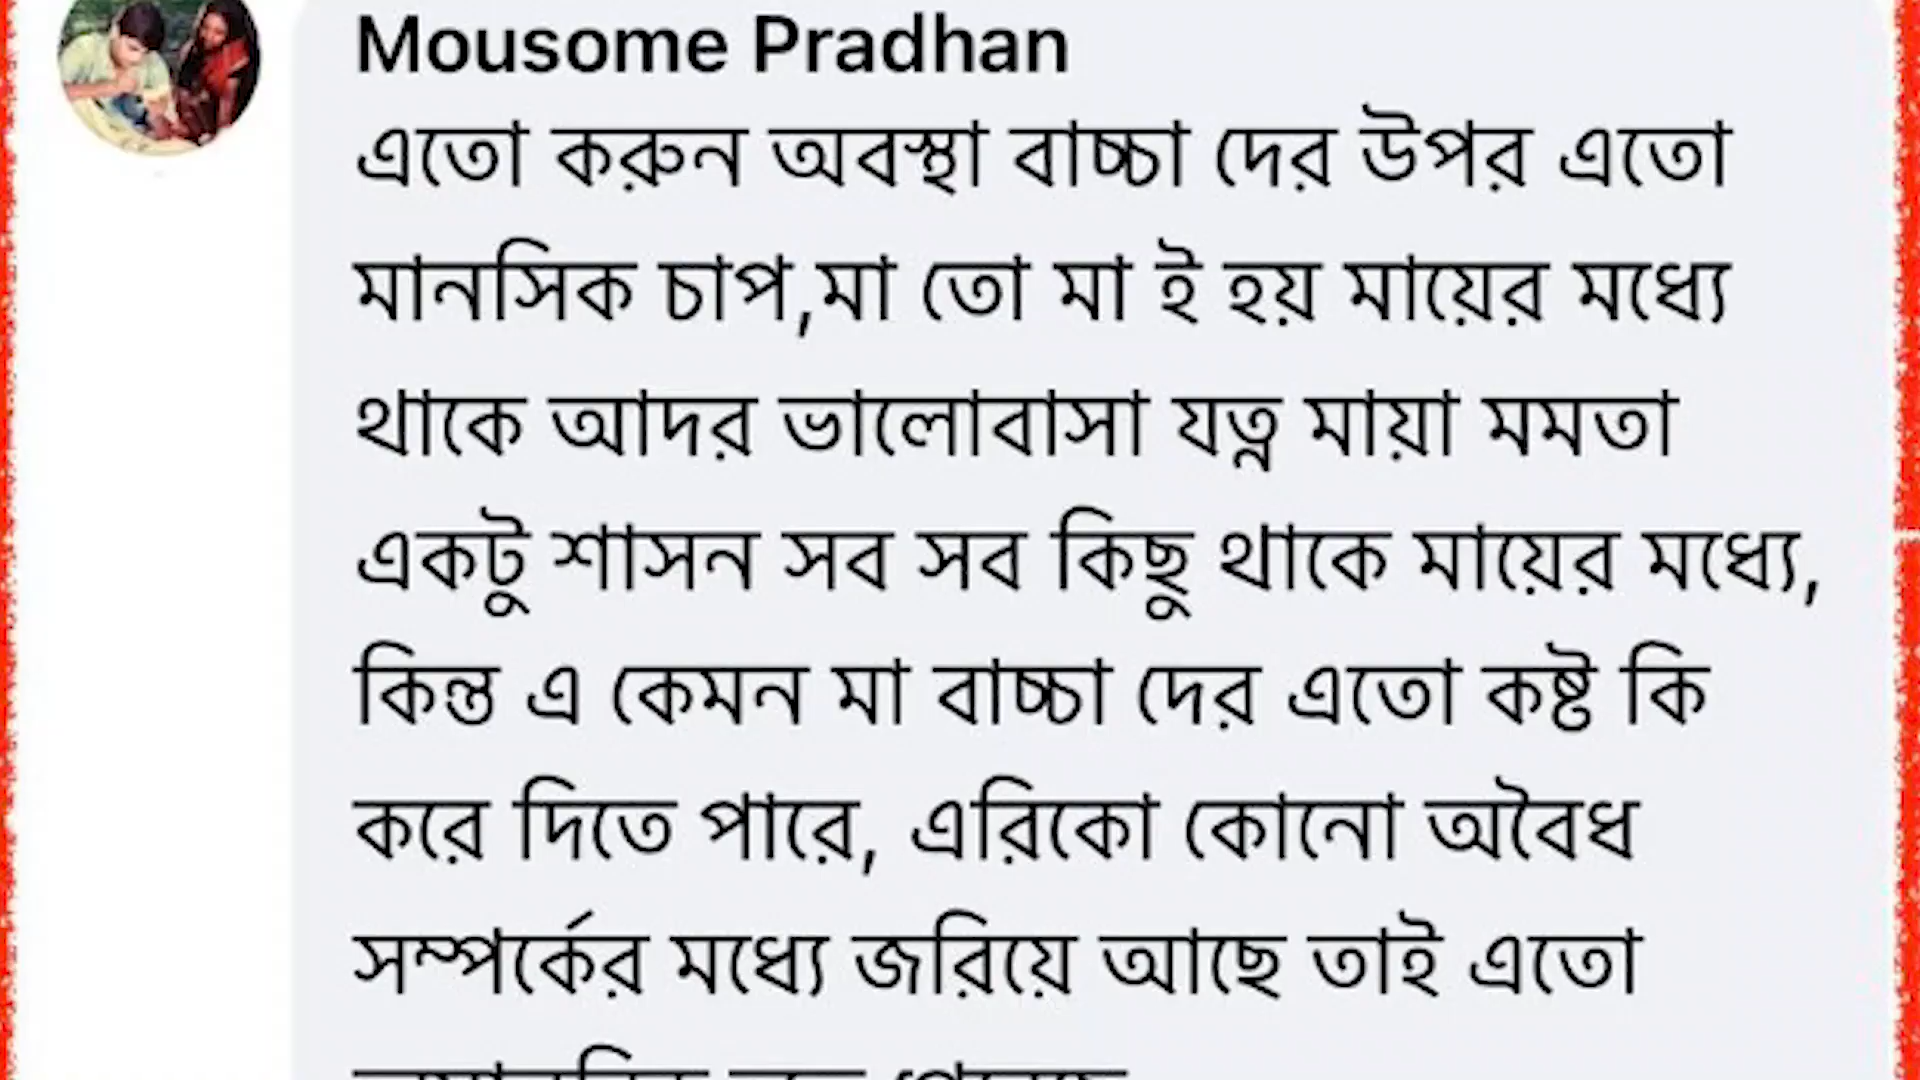 Mousome Pradhan
এতো করুন অবস্থা বাচ্চা দের উপর এতো
মানসিক চাপ,মা তো মা ই হয় মায়ের মধ্যে
থাকে আদর ভালোবাসা যত্ন মায়া মমতা
একটু শাসন সব সব কিছু থাকে মায়ের মধ্যে,
কিন্ত এ কেমন মা বাচ্চা দের এতো কষ্ট কি
করে দিতে পারে, এরিকো কোনো অবৈধ
সম্পর্কের মধ্যে জরিয়ে আছে তাই এতো